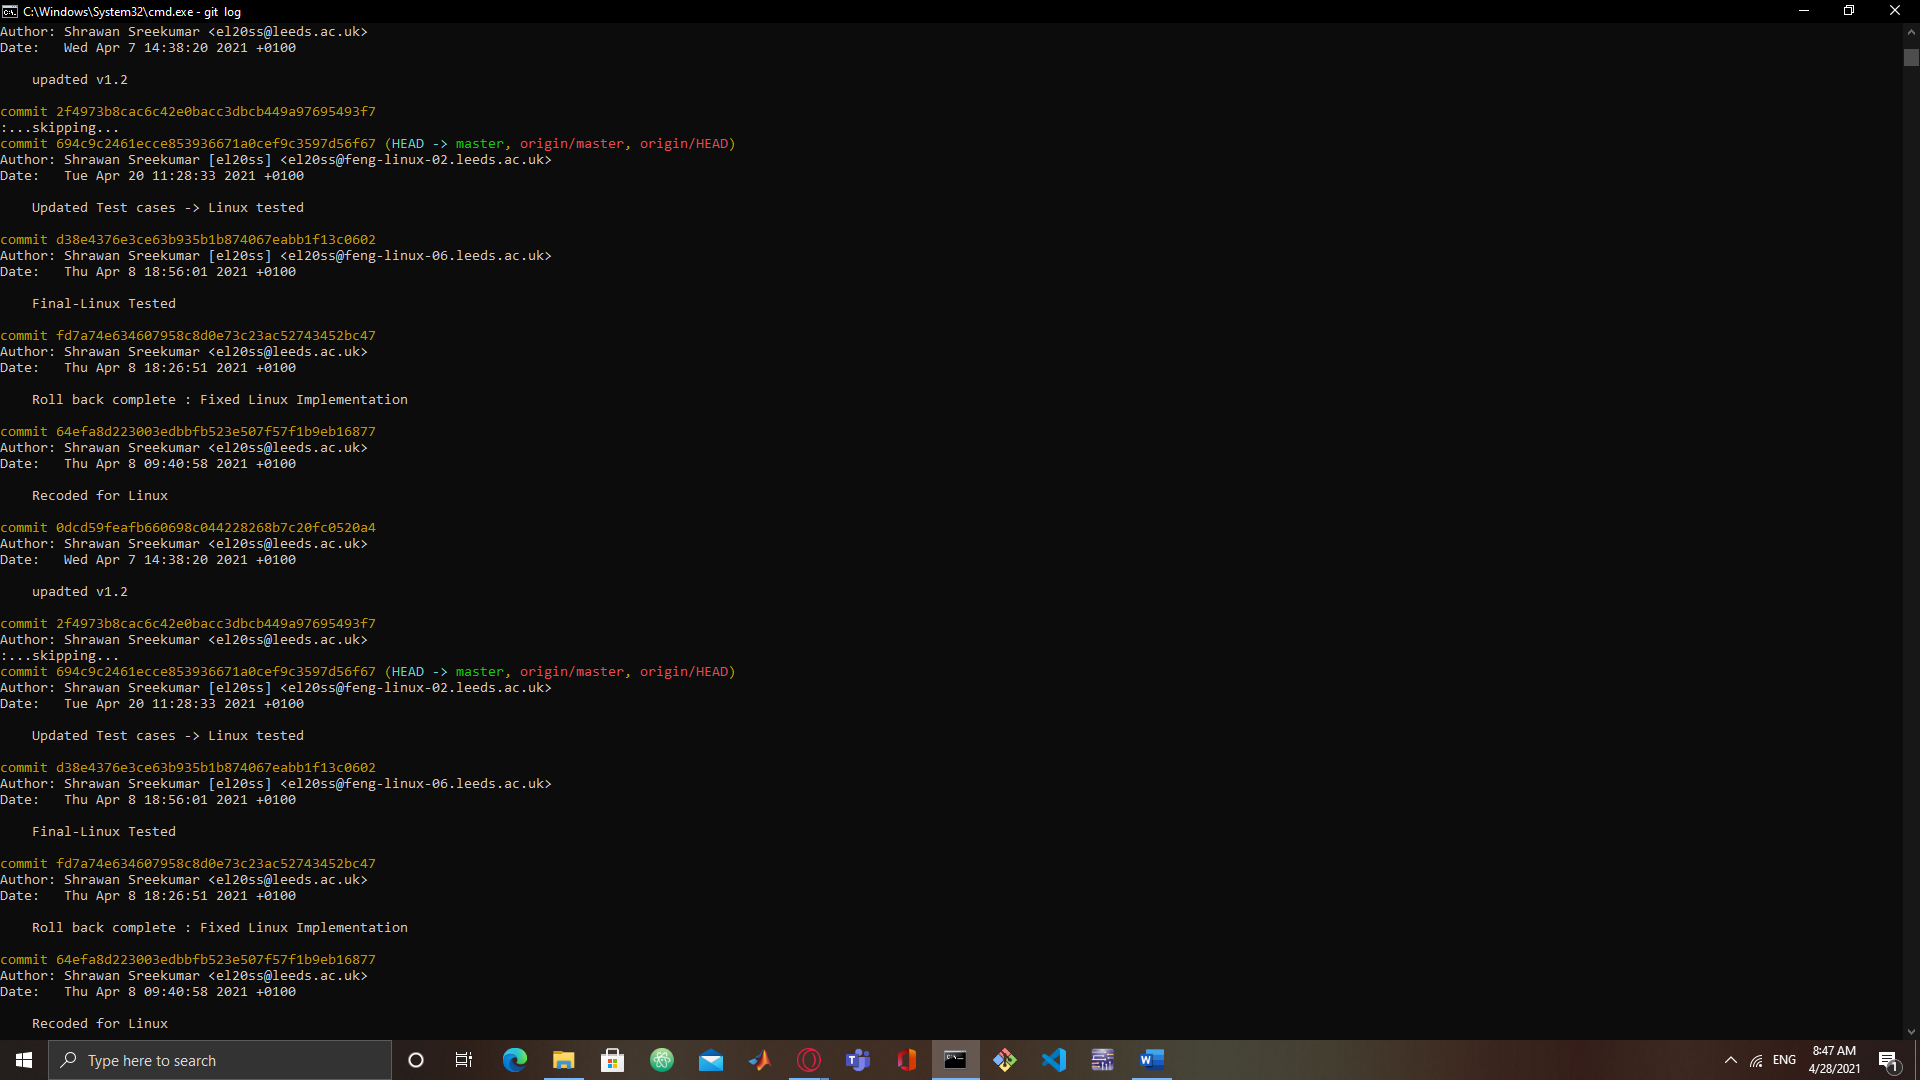 C:\Windows\System32\cmd.exe - git  log
Author: Shrawan Sreekumar <el20ss@leeds.ac.uk>
Date:   Wed Apr 7 14:38:20 2021 +0100
upadted v1.2
commit 2f4973b8cac6c42e0bacc3dbcb449a97695493f7
:...skipping...
commit 694c9c2461ecce853936671a0cef9c3597d56f67 (HEAD -> master, origin/master, origin/HEAD)
Author: Shrawan Sreekumar [el20ss] <el20ss@feng-linux-02.leeds.ac.uk>
Date:   Tue Apr 20 11:28:33 2021 +0100
Updated Test cases -> Linux tested
commit d38e4376e3ce63b935b1b874067eabb1f13c0602
Author: Shrawan Sreekumar [el20ss] <el20ss@feng-linux-06.leeds.ac.uk>
Date:   Thu Apr 8 18:56:01 2021 +0100
Final-Linux Tested
commit fd7a74e634607958c8d0e73c23ac52743452bc47
Author: Shrawan Sreekumar <el20ss@leeds.ac.uk>
Date:   Thu Apr 8 18:26:51 2021 +0100
Roll back complete : Fixed Linux Implementation
commit 64efa8d223003edbbfb523e507f57f1b9eb16877
Author: Shrawan Sreekumar <el20ss@leeds.ac.uk>
Date:   Thu Apr 8 09:40:58 2021 +0100
Recoded for Linux
commit 0dcd59feafb660698c044228268b7c20fc0520a4
Author: Shrawan Sreekumar <el20ss@leeds.ac.uk>
Date:   Wed Apr 7 14:38:20 2021 +0100
upadted v1.2
commit 2f4973b8cac6c42e0bacc3dbcb449a97695493f7
Author: Shrawan Sreekumar <el20ss@leeds.ac.uk>
:...skipping...
commit 694c9c2461ecce853936671a0cef9c3597d56f67 (HEAD -> master, origin/master, origin/HEAD)
Author: Shrawan Sreekumar [el20ss] <el20ss@feng-linux-02.leeds.ac.uk>
Date:   Tue Apr 20 11:28:33 2021 +0100
Updated Test cases -> Linux tested
commit d38e4376e3ce63b935b1b874067eabb1f13c0602
Author: Shrawan Sreekumar [el20ss] <el20ss@feng-linux-06.leeds.ac.uk>
Date:   Thu Apr 8 18:56:01 2021 +0100
Final-Linux Tested
commit fd7a74e634607958c8d0e73c23ac52743452bc47
Author: Shrawan Sreekumar <el20ss@leeds.ac.uk>
Date:   Thu Apr 8 18:26:51 2021 +0100
Roll back complete : Fixed Linux Implementation
commit 64efa8d223003edbbfb523e507f57f1b9eb16877
Author: Shrawan Sreekumar <el20ss@leeds.ac.uk>
Date:   Thu Apr 8 09:40:58 2021 +0100
Recoded for Linux
Type here to search
ENG
8:47 AM
4/28/2021
1